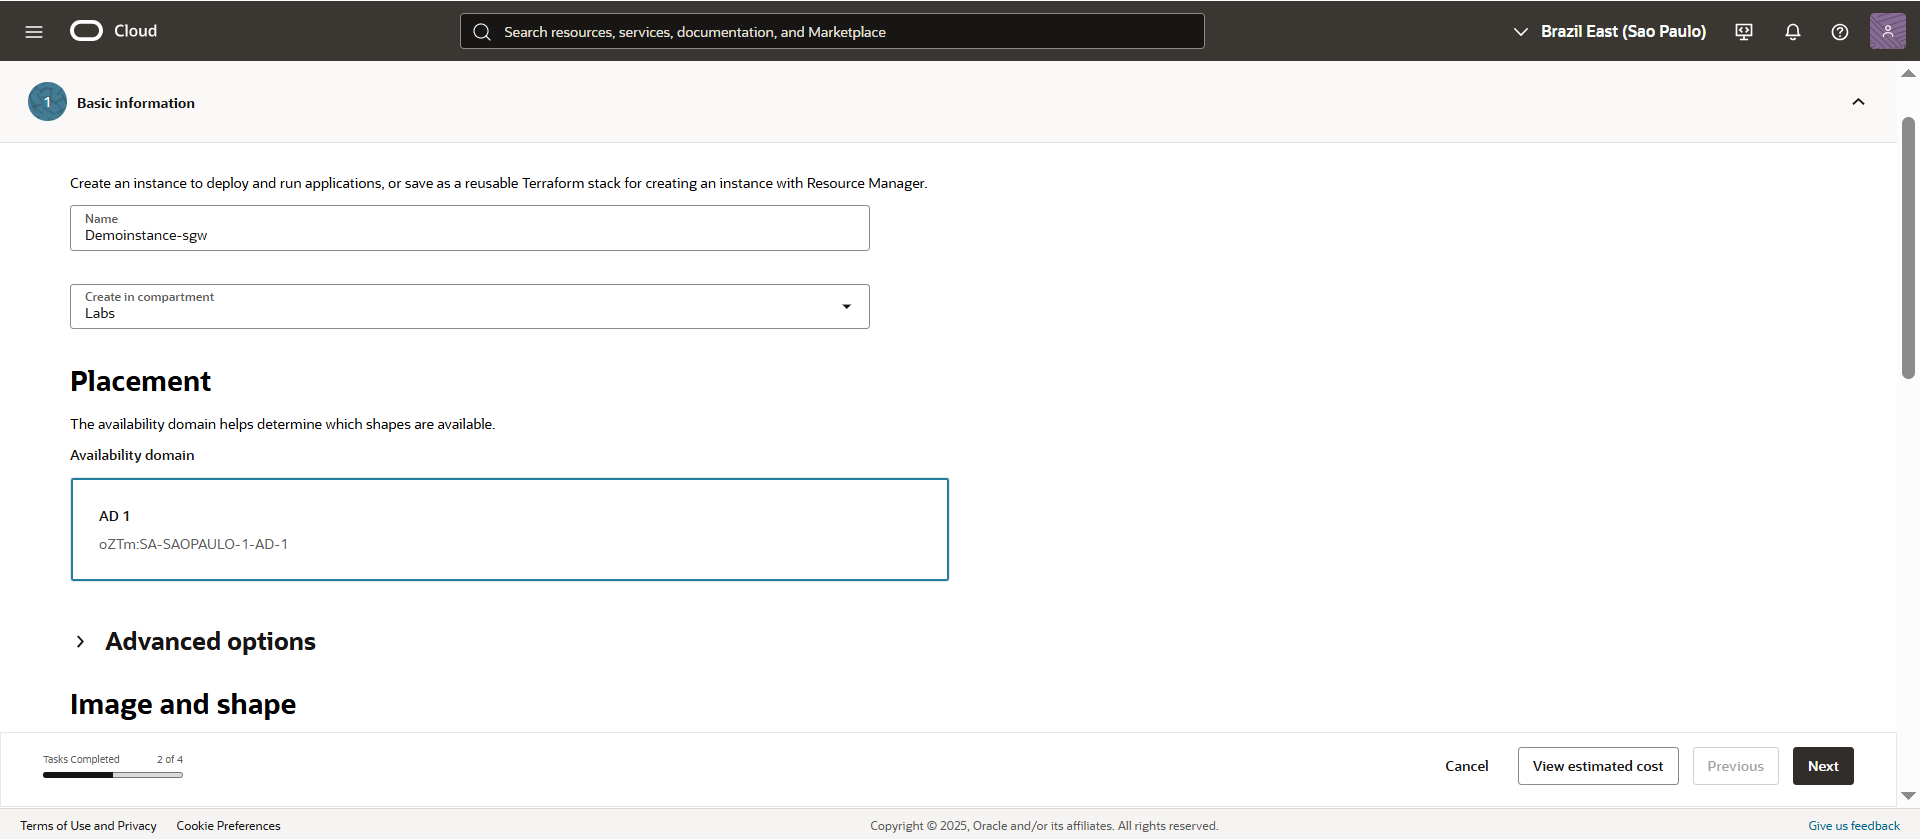 Cloud
Search resources, services, documentation, and Marketplace
Brazil East (Sao Paulo)
1
Basic information
Create an instance to deploy and run applications, or save as a reusable Terraform stack for creating an instance with Resource Manager.
Name
Demoinstance-sgw
Create in compartment
Labs
Placement
The availability domain helps determine which shapes are available.
Availability domain
AD 1
oZTm:SA-SAOPAULO-1-AD-1
Advanced options
Image and shape
Tasks Completed 2 of 4
Cancel
View estimated cost
Previous
Next
Terms of Use and Privacy
Cookie Preferences
Copyright © 2025, Oracle and/or its affiliates. All rights reserved.
Give us feedback